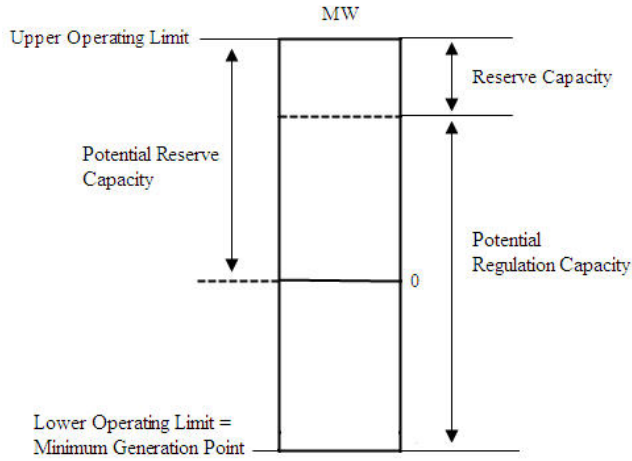 MW
Upper Operating Limit
Reserve Capacity
Potential Reserve
Capacity
Potential
Regulation Capacity
0
Lower Operating Limit =
Minimum Generation Point